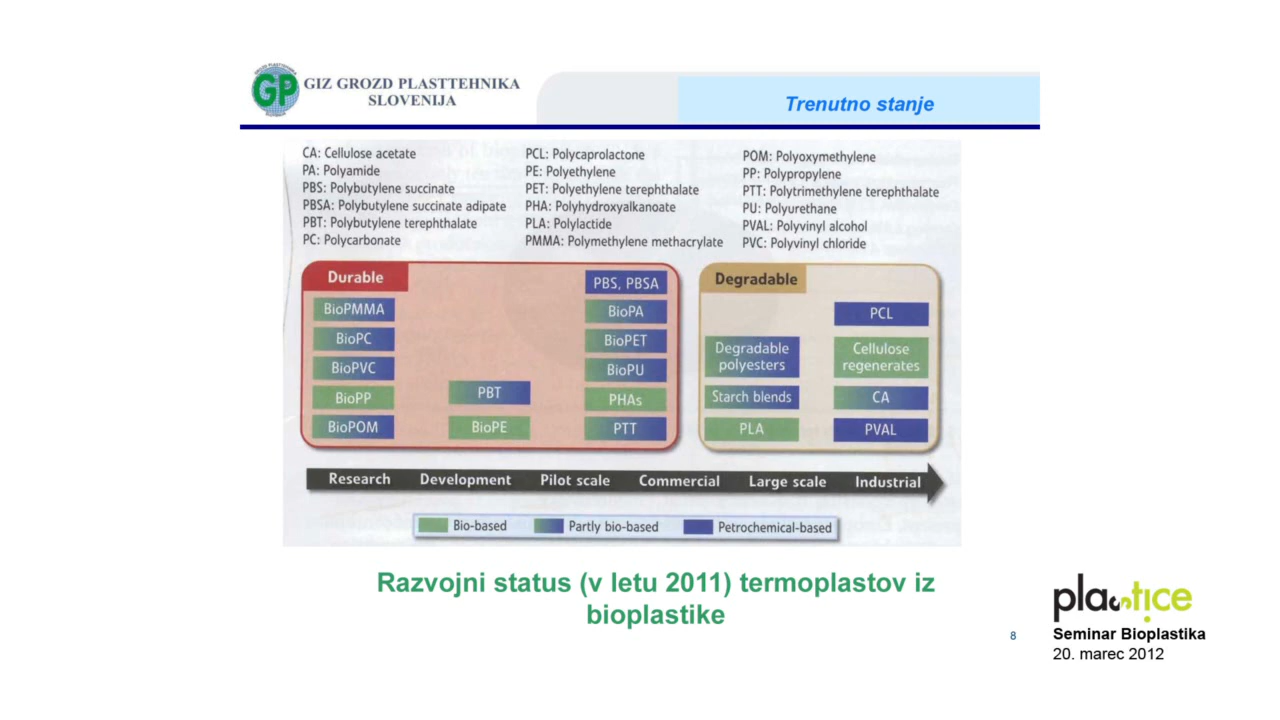 GP
GIZ GROZD PLASTTEHNIKA
SLOVENIJA
Trenutno stanje
CA: Cellulose acetate
PA: Polyamide
PBS: Polybutylene succinate
PBSA: Polybutylene succinate adipate
PBT: Polybutylene terephthalate
PC: Polycarbonate
PCL: Polycaprolactone
PE: Polyethylene
PET: Polyethylene terephthalate
PHA: Polyhydroxyalkanoate
PLA: Polylactide
PMMA: Polymethylene methacrylate
POM: Polyoxymethylene
PP: Polypropylene
PTT: Polytrimethylene terephthalate
PU: Polyurethane
PVAL: Polyvinyl alcohol
PVC: Polyvinyl chloride
Durable
BioPMMA
BioPC
BioPVC
BioPP
BioPOM
PBT
BioPE
PBS, PBSA
BioPA
BioPET
BioPU
PHAs
PTT
Degradable
Degradable
polyesters
Starch blends
PLA
PCL
Cellulose
regenerates
CA
PVAL
Research Development Pilot scale Commercial Large scale Industrial
Bio-based Partly bio-based Petrochemical-based
Razvojni status (v letu 2011) termoplastov iz
bioplastike
8
plastice
Seminar Bioplastika
20. marec 2012